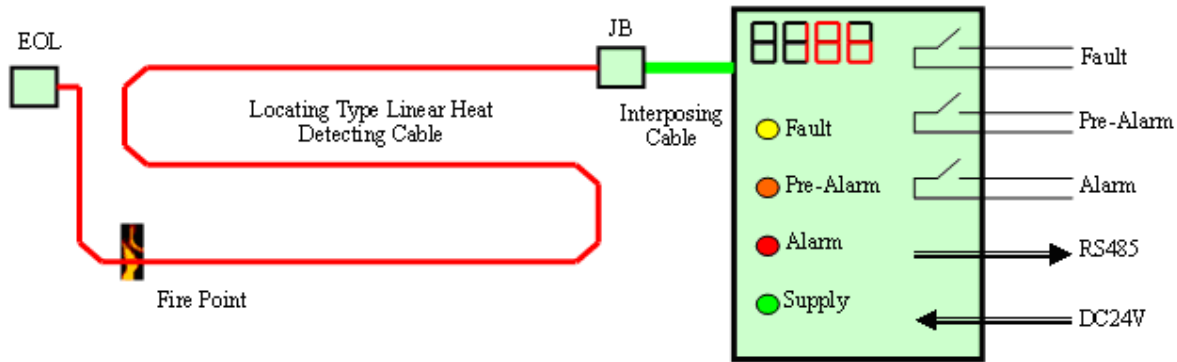 EOL
JB
Locating Type Linear Heat
Detecting Cable
Interposing
Cable
Fire Point
Fault
Pre-Alarm
Alarm
Supply
Fault
Pre-Alarm
Alarm
RS485
DC24V